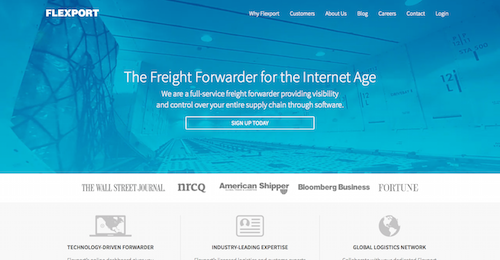 FLEXPORT
Why Flexport Customers About Us Blog Careers Contact Login
The Freight Forwarder for the Internet Age
We are a full-service freight forwarder providing visibility
and control over your entire supply chain through software.
SIGN UP TODAY
THE WALL STREET JOURNAL. nrcq American Shipper Bloomberg Business FORTUNE
TECHNOLOGY-DRIVEN FORWARDER INDUSTRY-LEADING EXPERTISE GLOBAL LOGISTICS NETWORK